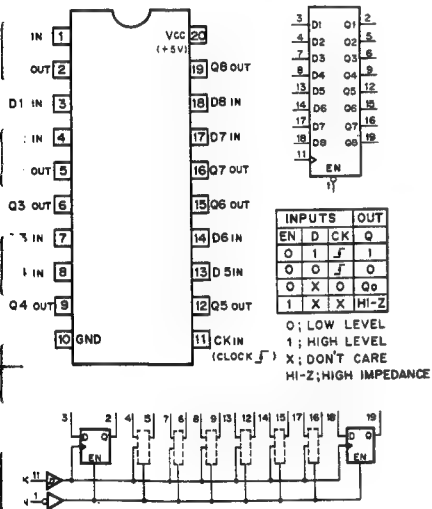 IN 1
OUT 2
D1 IN 3
IN 4
OUT 5
Q3 OUT 6
IN 7
IN 8
Q4 OUT 9
10 GND
VCC 20
(+5V)
19 Q8 OUT
18 D8 IN
17 D7 IN
16 Q7 OUT
15 Q6 OUT
14 D6 IN
13 D5IN
12 Q5 OUT
11 CK IN
(CLOCK )
3 D1 Q1 2
4 D2 Q2 5
7 D3 Q3 6
8 D4 Q4 9
13 D5 Q5 12
14 D6 Q6 15
17 D7 Q7 16
18 D8 Q8 19
11
EN
1
INPUTS OUT
EN D CK Q
0 1 1
0 0 0
0 X 0 Qo
1 X X HI-Z
0; LOW LEVEL
1; HIGH LEVEL
X; DON'T CARE
HI-Z; HIGH IMPEDANCE
3 2 4 5 7 6 8 9 13 12 14 15 17 16 18 19
D Q D Q
EN EN
K 11
N 1